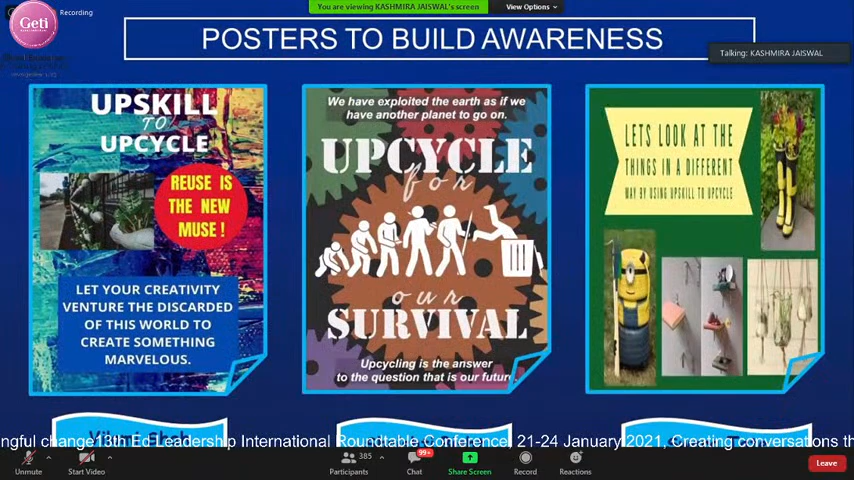 You are viewing KASHMIRA JAISWAL's screen
View Options
Geti
Recording
POSTERS TO BUILD AWARENESS
Talking: KASHMIRA JAISWAL
UPSKILL
TO
UPCYCLE
REUSE IS
THE NEW
MUSE !
LET YOUR CREATIVITY
VENTURE THE DISCARDED
OF THIS WORLD TO
CREATE SOMETHING
MARVELOUS.
We have exploited the earth as if we
have another planet to go on.
UPCYCLE
for
our
SURVIVAL
Upcycling is the answer
to the question that is our future.
LETS LOOK AT THE
THINGS IN A DIFFERENT
WAY BY USING UPSKILL TO UPCYCLE
ngful change13th Ed Leadership International Roundtable Conference, 21-24 January 2021, Creating conversations th
Unmute
Start Video
Participants
385
Chat
99+
Share Screen
Record
Reactions
Leave